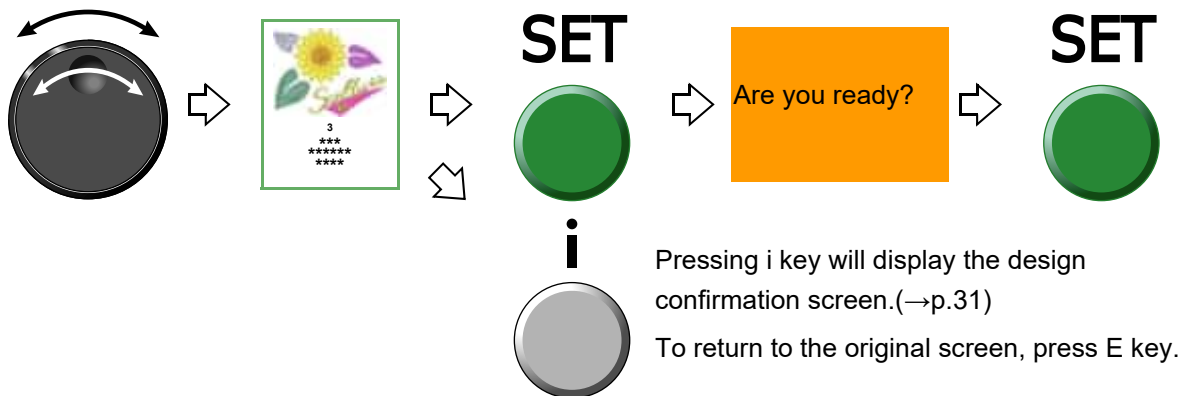 SET
SET
Are you ready?
3
***
******
****
i
Pressing i key will display the design
confirmation screen.(→p.31)
To return to the original screen, press E key.